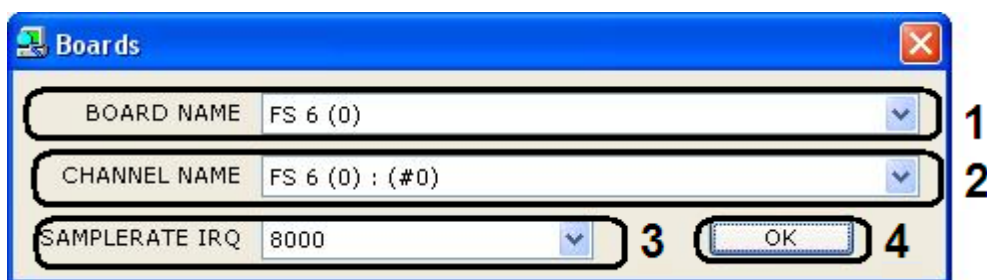 Boards
BOARD NAME FS 6 (0) 1
CHANNEL NAME FS 6 (0) : (#0) 2
SAMPLERATE IRQ 8000 3 OK 4